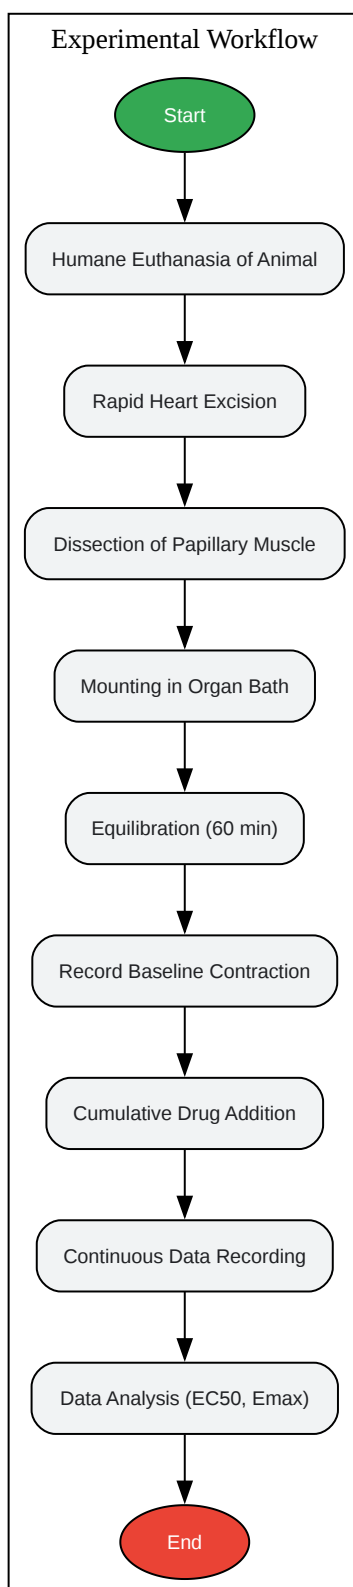 Experimental Workflow
Start
Humane Euthanasia of Animal
Rapid Heart Excision
Dissection of Papillary Muscle
Mounting in Organ Bath
Equilibration (60 min)
Record Baseline Contraction
Cumulative Drug Addition
Continuous Data Recording
Data Analysis (EC50, Emax)
End